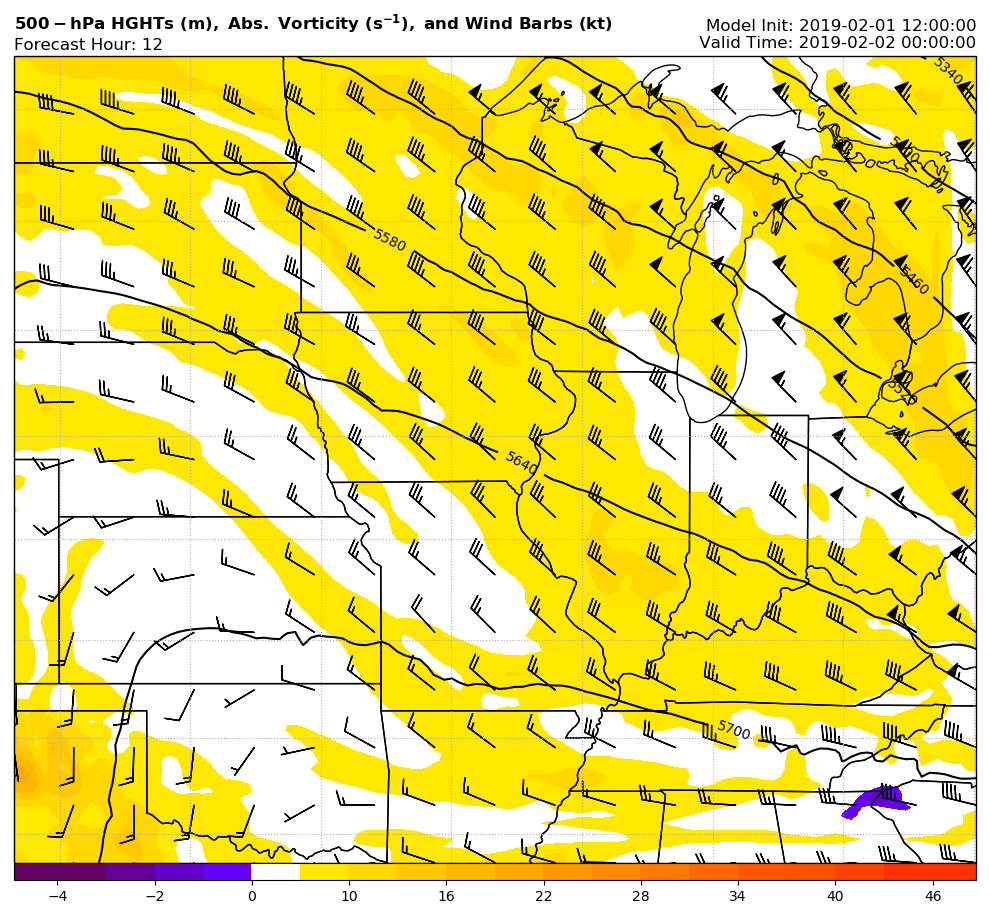 500 − hPa HGHTs (m), Abs. Vorticity (s⁻¹), and Wind Barbs (kt)
Model Init: 2019-02-01 12:00:00
Forecast Hour: 12
Valid Time: 2019-02-02 00:00:00
5340
5580
5460
5520
5640
5700
−4 −2 0 10 16 22 28 34 40 46